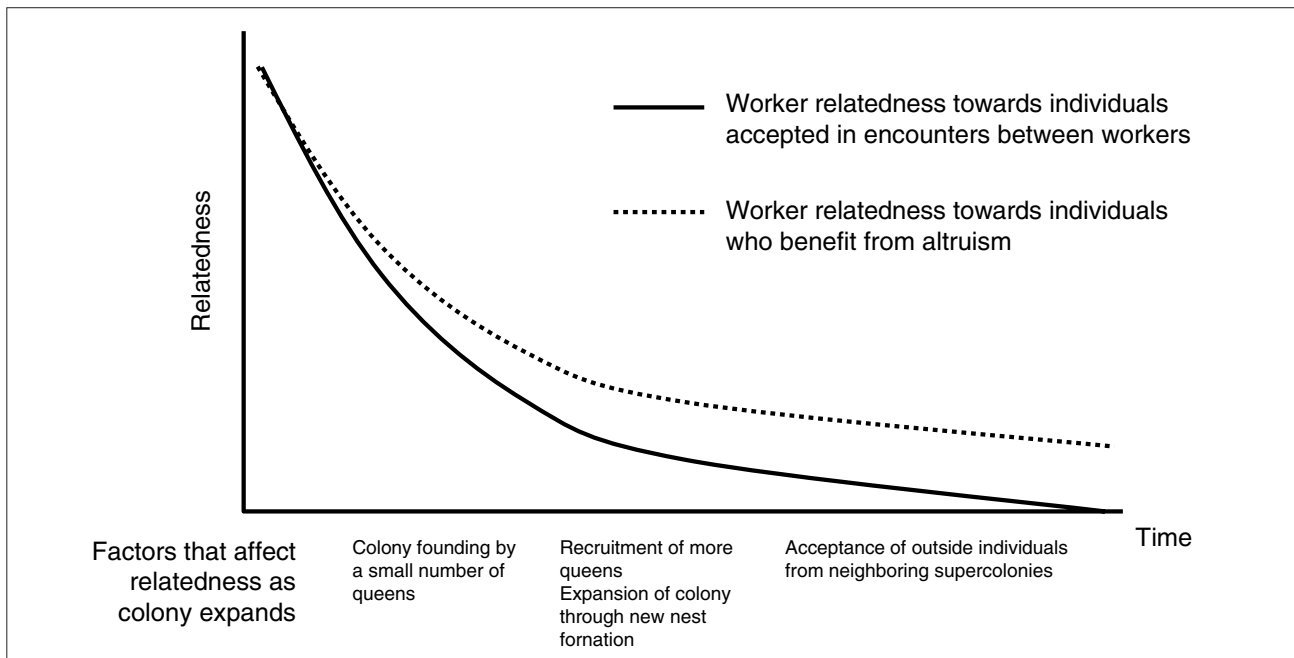 Worker relatedness towards individuals
accepted in encounters between workers
Worker relatedness towards individuals
who benefit from altruism
Relatedness
Time
Factors that affect
relatedness as
colony expands
Colony founding by
a small number of
queens
Recruitment of more
queens
Expansion of colony
through new nest
fornation
Acceptance of outside individuals
from neighboring supercolonies